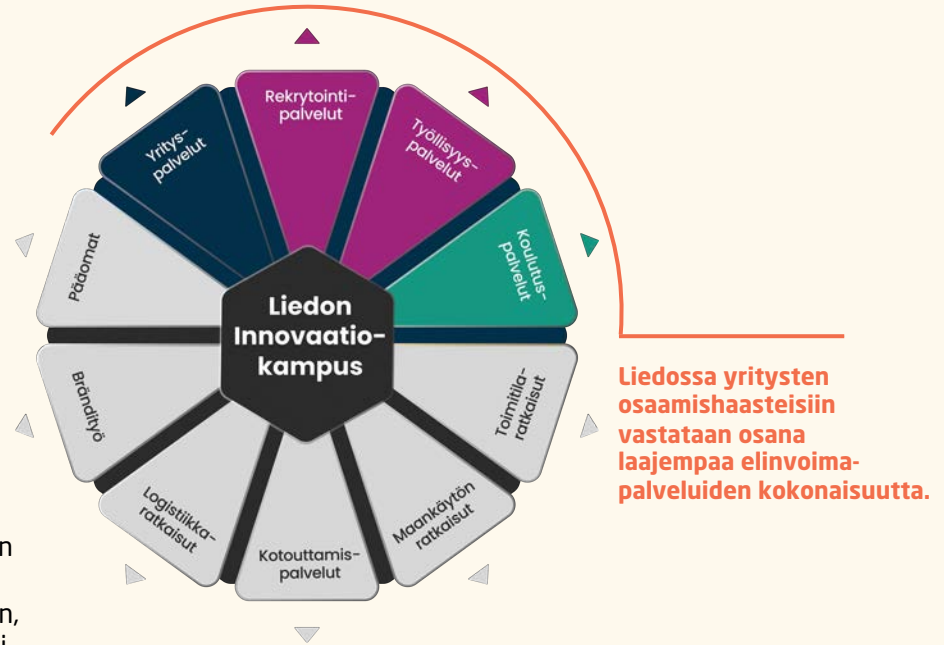 Rekrytointi-
palvelut
Työllisyys-
palvelut
Koulutus-
palvelut
Toimitila-
ratkaisut
Maankäytön
ratkaisut
Kotouttamis-
palvelut
Logistiikka-
ratkaisut
Bränditys
Pääomat
Yritys-
palvelut
Liedon
Innovaatio-
kampus
Liedossa yritysten
osaamishaasteisiin
vastataan osana
laajempaa elinvoima-
palveluiden kokonaisuutta.